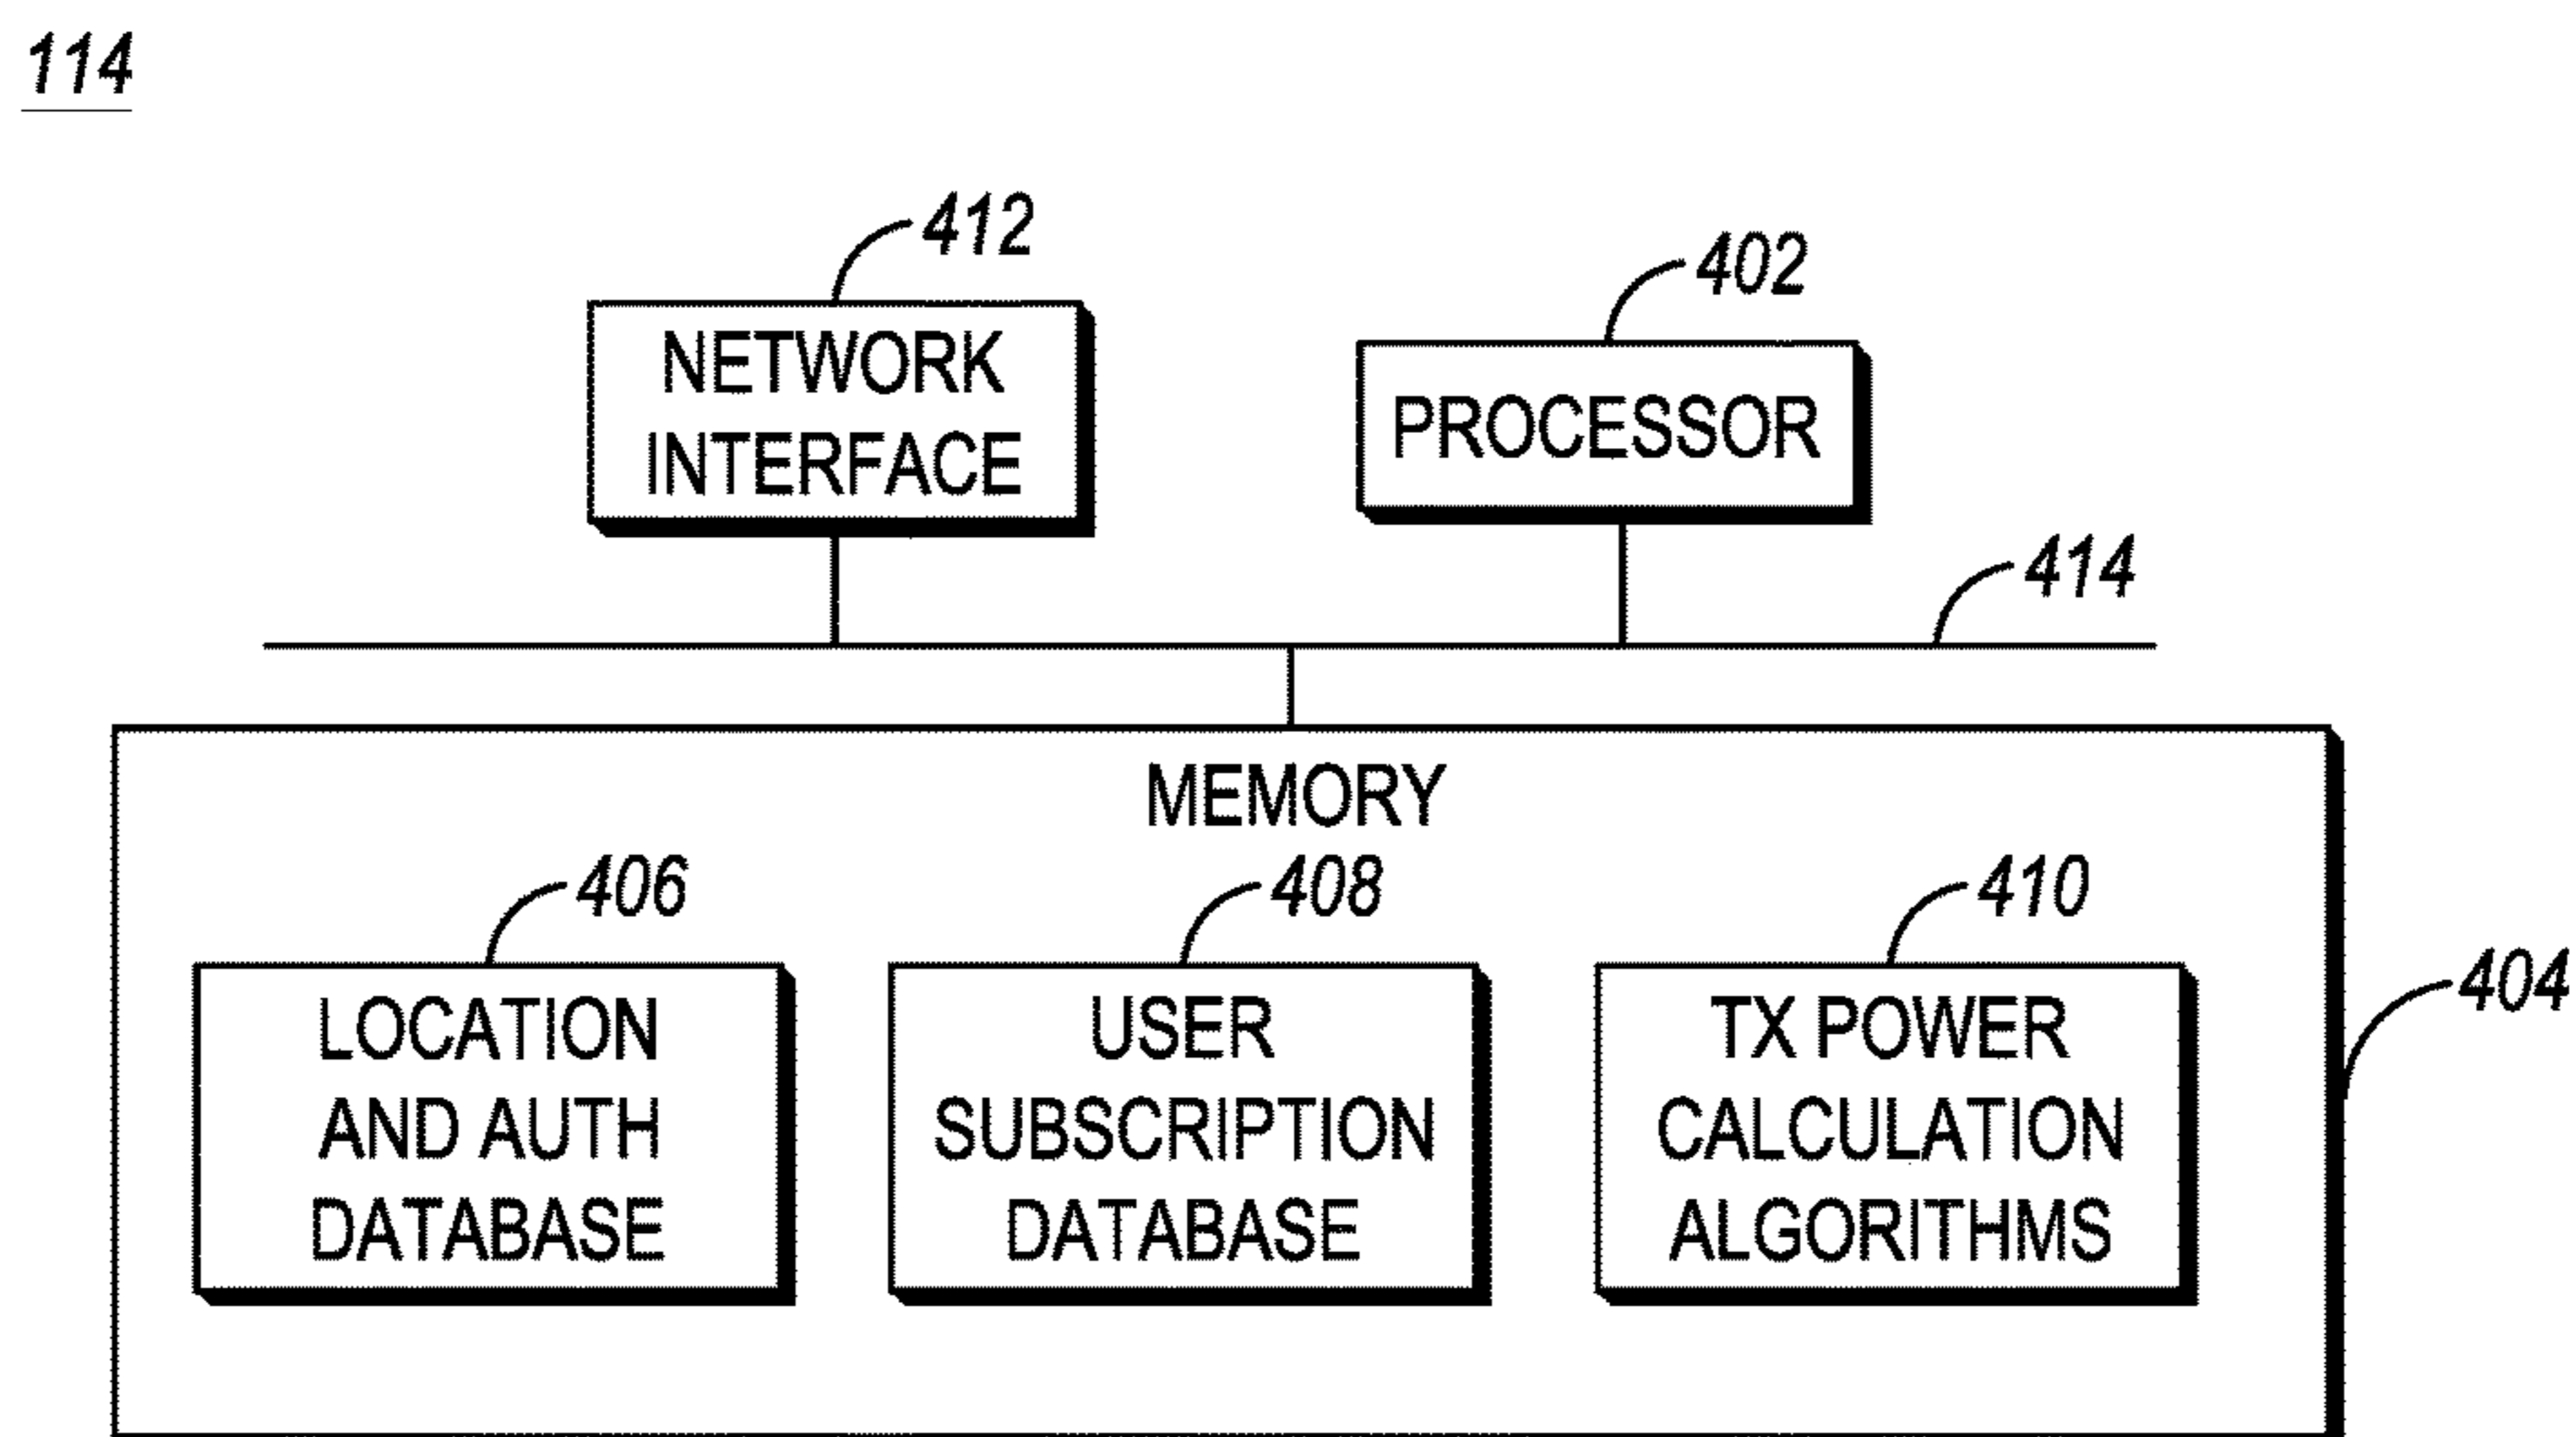 114
412
NETWORK
INTERFACE
402
PROCESSOR
414
MEMORY
406
LOCATION
AND AUTH
DATABASE
408
USER
SUBSCRIPTION
DATABASE
410
TX POWER
CALCULATION
ALGORITHMS
404